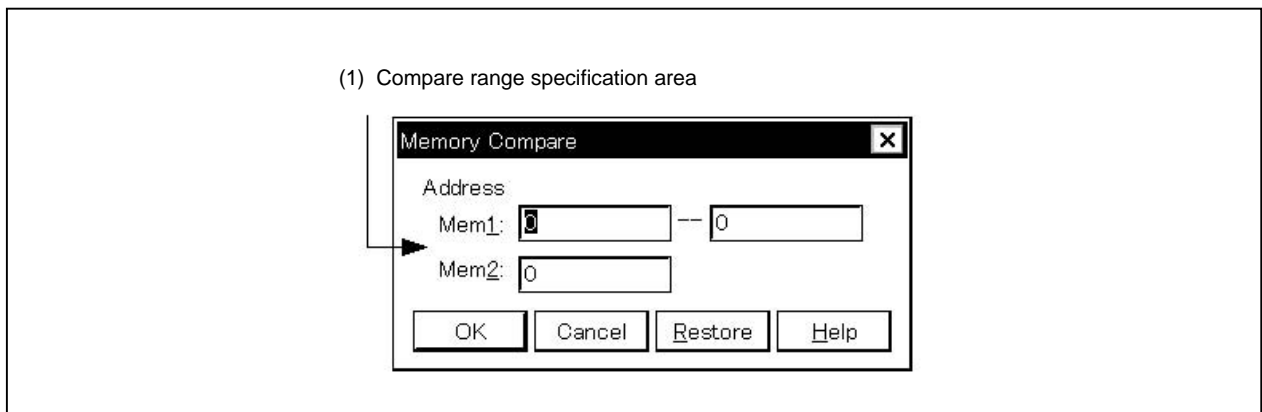 (1) Compare range specification area
Memory Compare
Address
Mem1: 0 -- 0
Mem2: 0
OK Cancel Restore Help